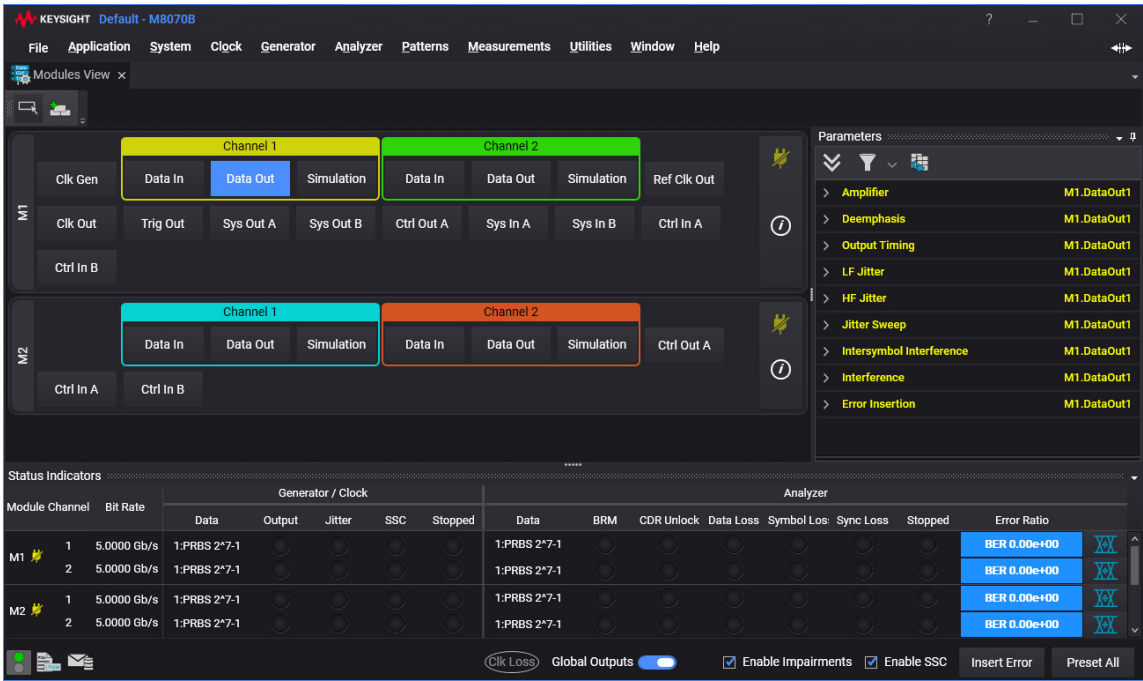 KEYSIGHT Default - M8070B ?
File Application System Clock Generator Analyzer Patterns Measurements Utilities Window Help
Modules View
Channel 1 Channel 2
Clk Gen Data In Data Out Simulation Data In Data Out Simulation Ref Clk Out
M1
Clk Out Trig Out Sys Out A Sys Out B Ctrl Out A Sys In A Sys In B Ctrl In A
Ctrl In B
Channel 1 Channel 2
Data In Data Out Simulation Data In Data Out Simulation Ctrl Out A
M2
Ctrl In A Ctrl In B
Parameters
Amplifier M1.DataOut1
Deemphasis M1.DataOut1
Output Timing M1.DataOut1
LF Jitter M1.DataOut1
HF Jitter M1.DataOut1
Jitter Sweep M1.DataOut1
Intersymbol Interference M1.DataOut1
Interference M1.DataOut1
Error Insertion M1.DataOut1
Status Indicators
Generator / Clock Analyzer
Module Channel Bit Rate Data Output Jitter SSC Stopped Data BRM CDR Unlock Data Loss Symbol Los Sync Loss Stopped Error Ratio
M1 1 5.0000 Gb/s 1:PRBS 2^7-1 1:PRBS 2^7-1 BER 0.00e+00
2 5.0000 Gb/s 1:PRBS 2^7-1 1:PRBS 2^7-1 BER 0.00e+00
M2 1 5.0000 Gb/s 1:PRBS 2^7-1 1:PRBS 2^7-1 BER 0.00e+00
2 5.0000 Gb/s 1:PRBS 2^7-1 1:PRBS 2^7-1 BER 0.00e+00
Clk Loss Global Outputs Enable Impairments Enable SSC Insert Error Preset All